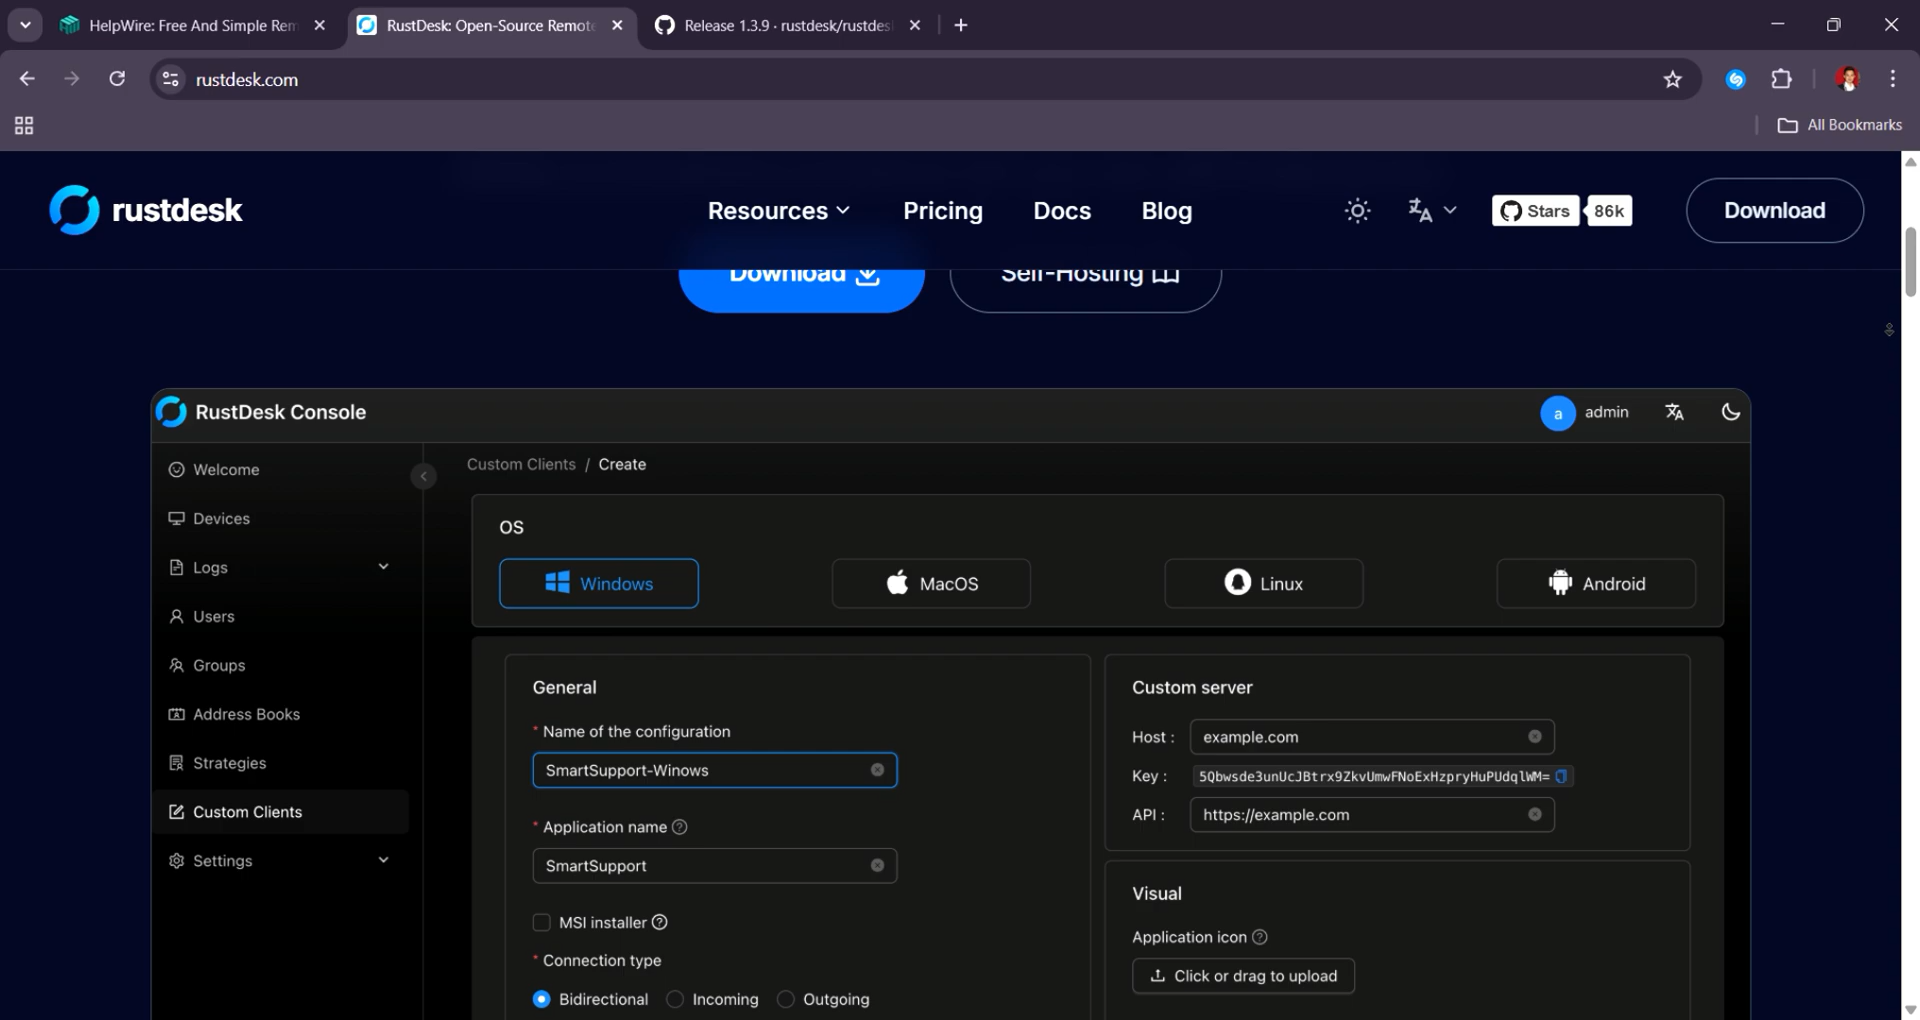 HelpWire: Free And Simple Rem
RustDesk: Open-Source Remote
Release 1.3.9 · rustdesk/rustdes
rustdesk.com
All Bookmarks
rustdesk
Resources
Pricing
Docs
Blog
Stars
86k
Download
Download
Self-Hosting
RustDesk Console
a
admin
Welcome
Devices
Logs
Users
Groups
Address Books
Strategies
Custom Clients
Settings
Custom Clients / Create
OS
Windows
MacOS
Linux
Android
General
* Name of the configuration
SmartSupport-Winows
* Application name
SmartSupport
MSI installer
* Connection type
Bidirectional
Incoming
Outgoing
Custom server
Host : example.com
Key : 5Qbwsde3unUcJBtrx9ZkvUmwFNoExHzpryHuPUdqlWM=
API : https://example.com
Visual
Application icon
Click or drag to upload